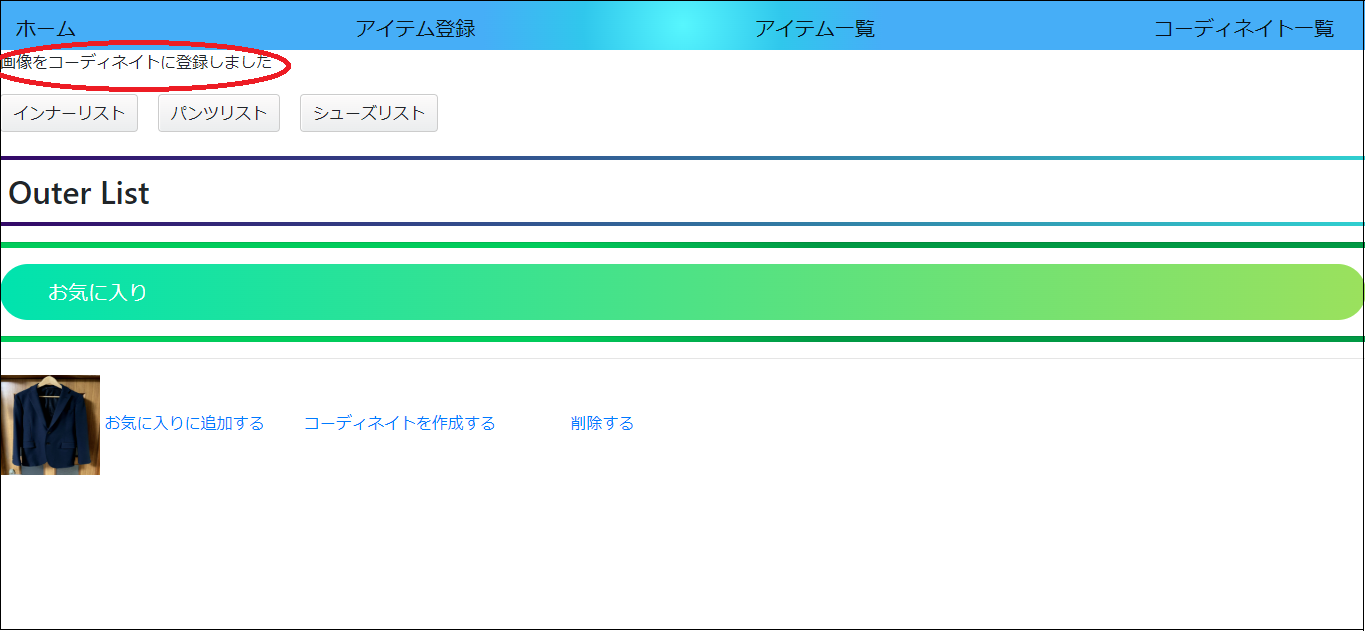 ホーム アイテム登録 アイテム一覧 コーディネイト一覧
画像をコーディネイトに登録しました
インナーリスト パンツリスト シューズリスト
Outer List
お気に入り
お気に入りに追加する コーディネイトを作成する 削除する